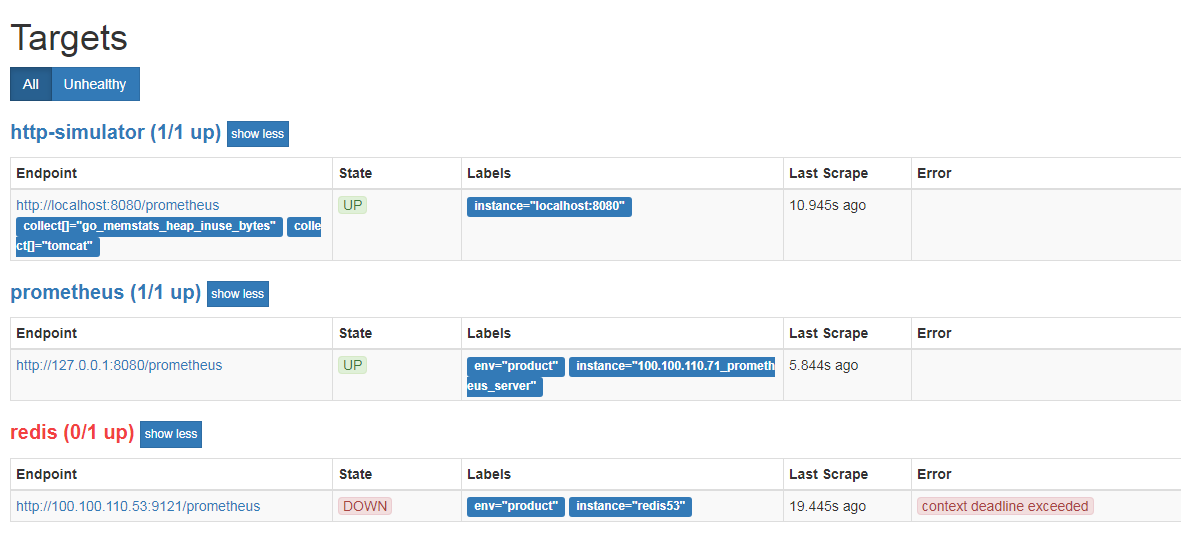 Targets
All Unhealthy
http-simulator (1/1 up) show less
Endpoint State Labels Last Scrape Error
http://localhost:8080/prometheus UP instance="localhost:8080" 10.945s ago
collect[]="go_memstats_heap_inuse_bytes" colle
ct[]="tomcat"
prometheus (1/1 up) show less
Endpoint State Labels Last Scrape Error
http://127.0.0.1:8080/prometheus UP env="product" instance="100.100.110.71_prometh 5.844s ago
eus_server"
redis (0/1 up) show less
Endpoint State Labels Last Scrape Error
http://100.100.110.53:9121/prometheus DOWN env="product" instance="redis53" 19.445s ago context deadline exceeded